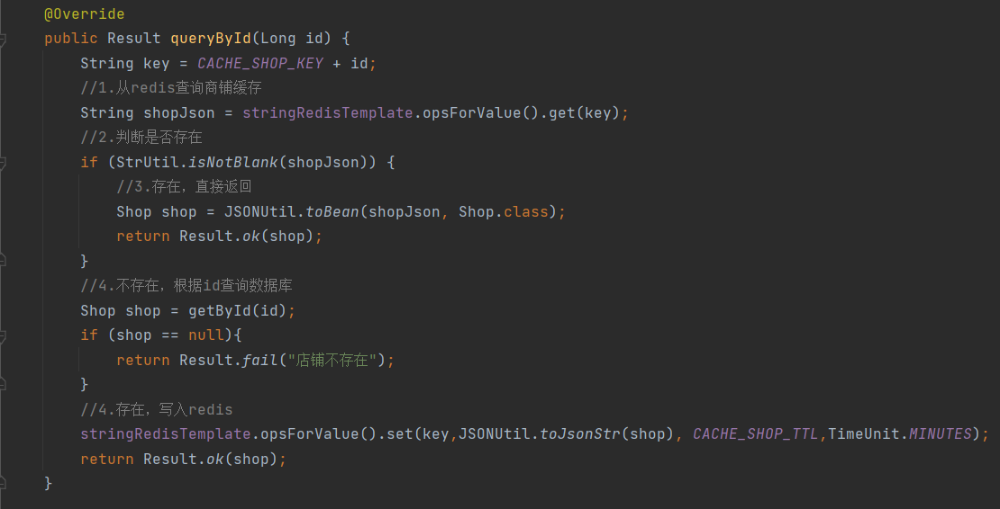 @Override
public Result queryById(Long id) {
String key = CACHE_SHOP_KEY + id;
//1.从redis查询商铺缓存
String shopJson = stringRedisTemplate.opsForValue().get(key);
//2.判断是否存在
if (StrUtil.isNotBlank(shopJson)) {
//3.存在，直接返回
Shop shop = JSONUtil.toBean(shopJson, Shop.class);
return Result.ok(shop);
}
//4.不存在，根据id查询数据库
Shop shop = getById(id);
if (shop == null){
return Result.fail("店铺不存在");
}
//4.存在，写入redis
stringRedisTemplate.opsForValue().set(key,JSONUtil.toJsonStr(shop), CACHE_SHOP_TTL,TimeUnit.MINUTES);
return Result.ok(shop);
}